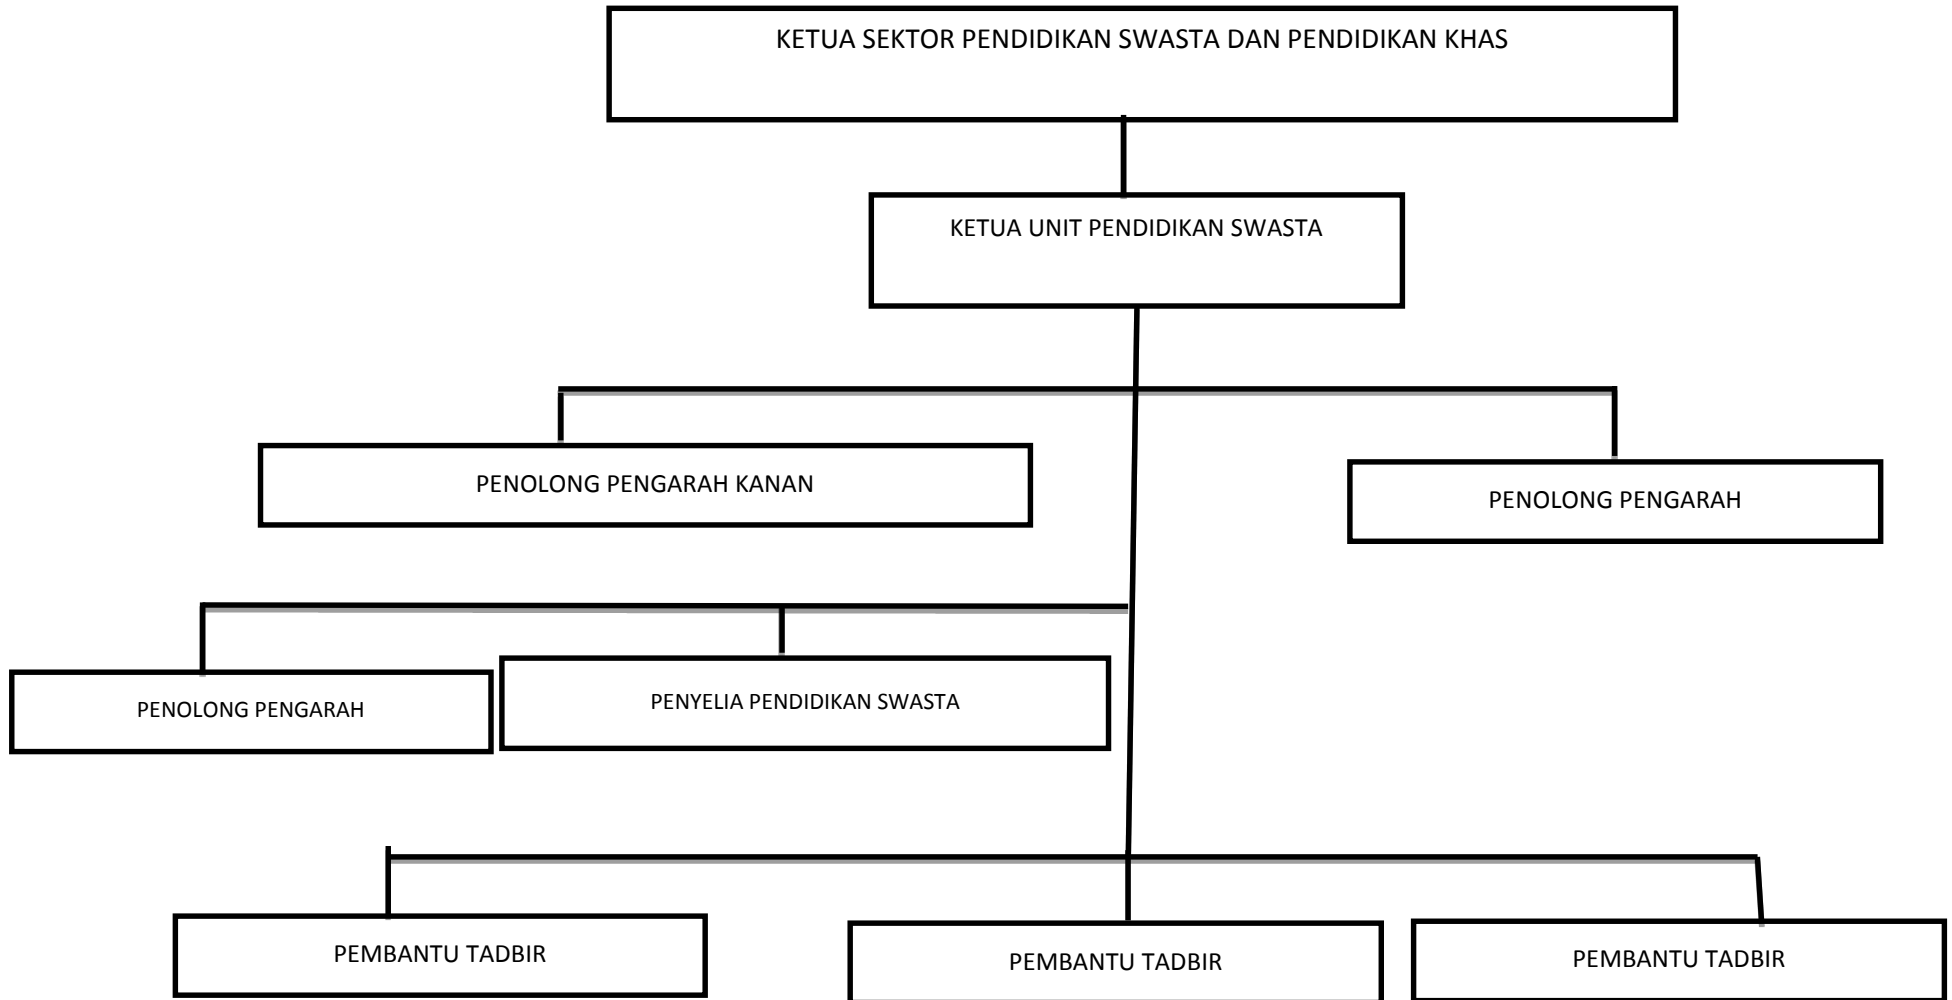 KETUA SEKTOR PENDIDIKAN SWASTA DAN PENDIDIKAN KHAS
KETUA UNIT PENDIDIKAN SWASTA
PENOLONG PENGARAH KANAN
PENOLONG PENGARAH
PENOLONG PENGARAH
PENYELIA PENDIDIKAN SWASTA
PEMBANTU TADBIR
PEMBANTU TADBIR
PEMBANTU TADBIR